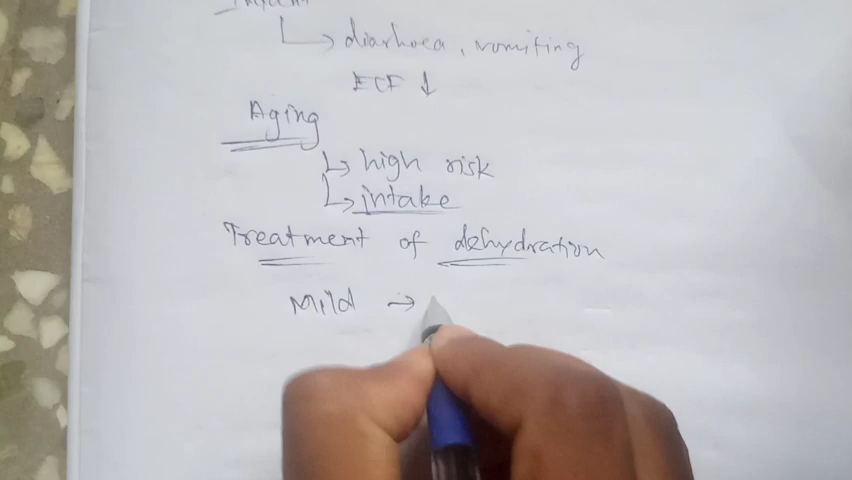 ↳ diarhoea, vomiting
ECF ↓
Aging
↳ high risk
↳ intake
Treatment of dehydration
Mild →